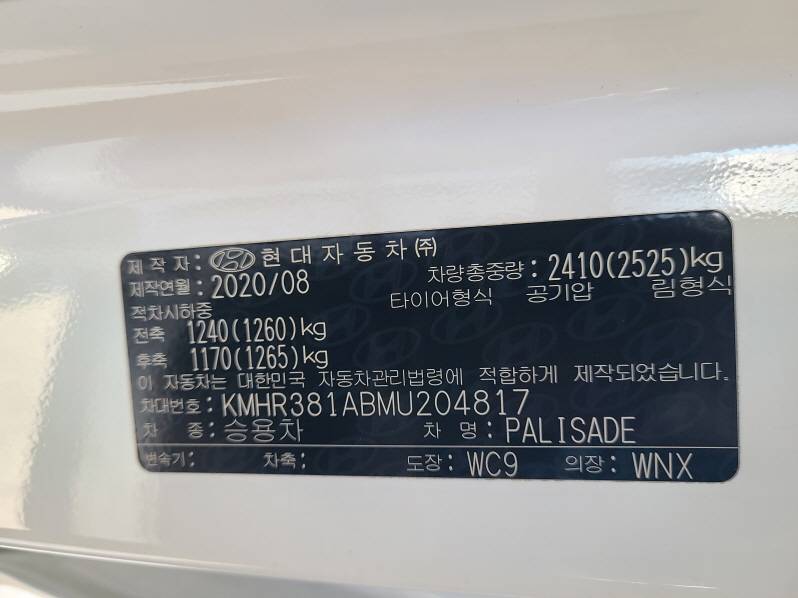 제작자: 현대자동차㈜
제작연월: 2020/08 차량총중량: 2410(2525)kg
적차시하중 타이어형식 공기압 림형식
전축 1240(1260)kg
후축 1170(1265)kg
이 자동차는 대한민국 자동차관리법령에 적합하게 제작되었음.
차대번호: KMHR381ABMU204817
차 종: 승용차 차 명: PALISADE
변속기: 차축: 도장: WC9 의장: WNX